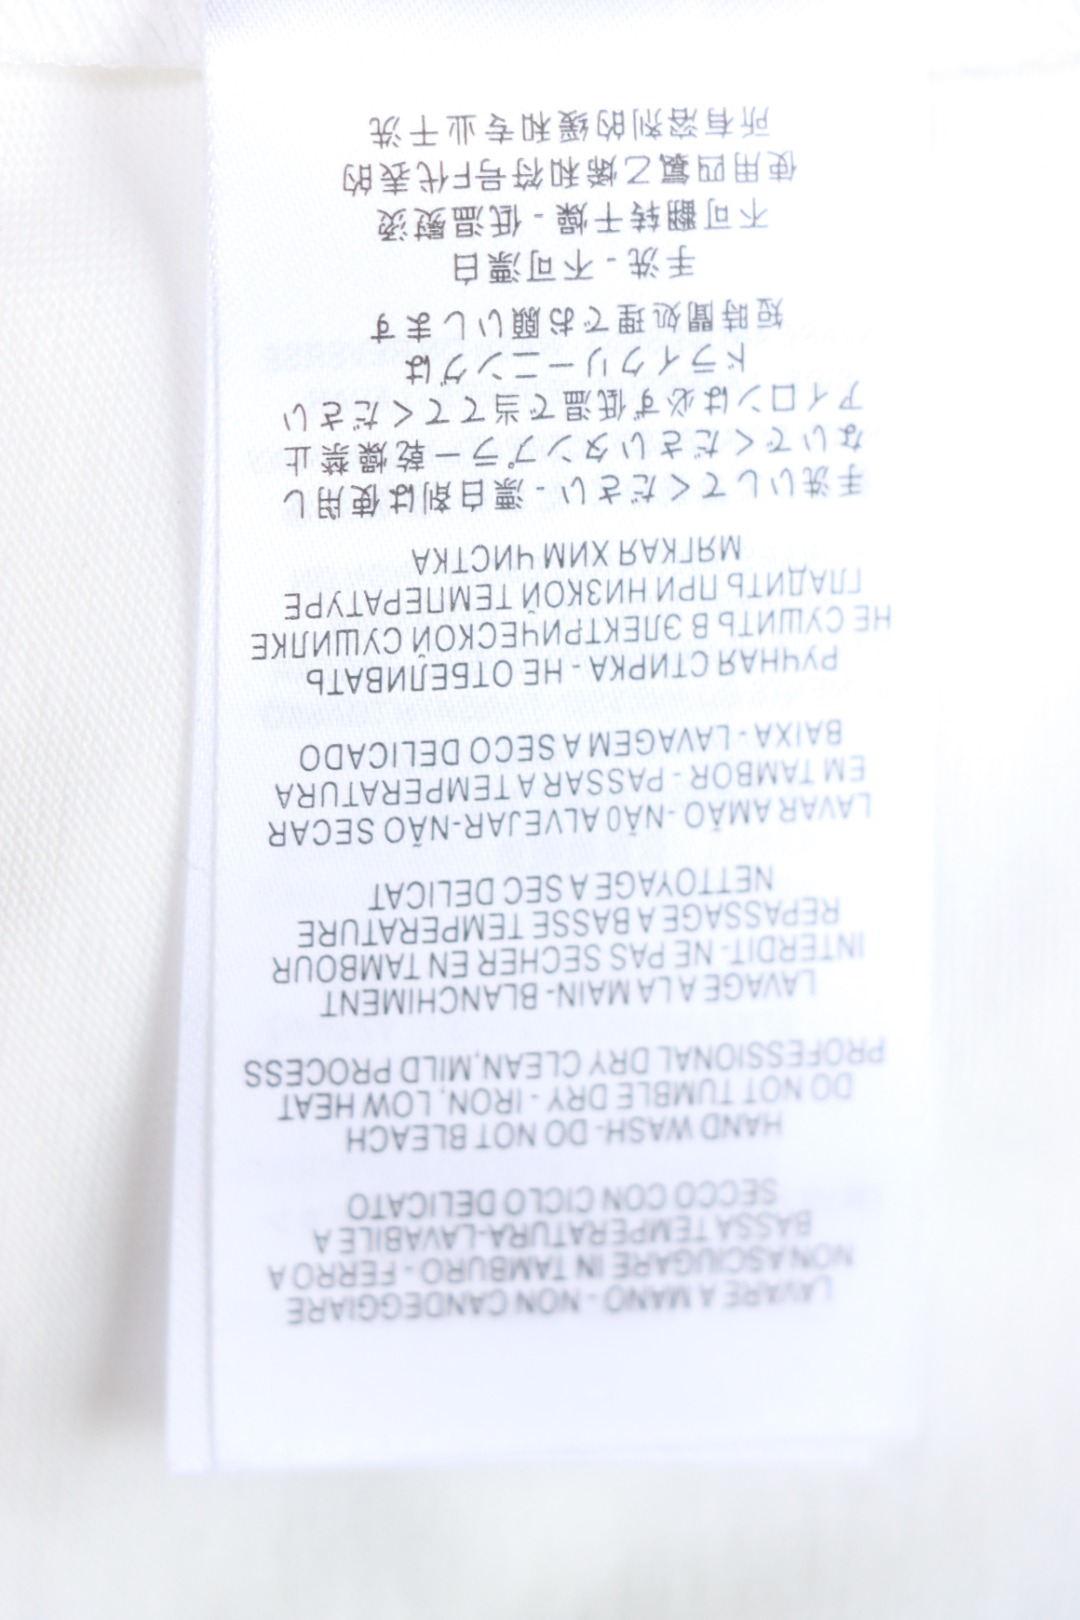 LAVARE A MANO - NON CANDEGGIARE
NON ASCIUGARE IN TAMBURO - FERRO A
BASSA TEMPERATURA-LAVABILE A
SECCO CON CICLO DELICATO
HAND WASH- DO NOT BLEACH
DO NOT TUMBLE DRY - IRON, LOW HEAT
PROFESSIONAL DRY CLEAN,MILD PROCESS
LAVAGE A LA MAIN- BLANCHIMENT
INTERDIT- NE PAS SECHER EN TAMBOUR
REPASSAGE A BASSE TEMPERATURE
NETTOYAGE A SEC DELICAT
LAVAR AMÃO -NÃO ALVEJAR-NÃO SECAR
EM TAMBOR - PASSAR A TEMPERATURA
BAIXA - LAVAGEM A SECO DELICADO
РУЧНАЯ СТИРКА - НЕ ОТБЕЛИВАТЬ
НЕ СУШИТЬ В ЭЛЕКТРИЧЕСКОЙ СУШИЛКЕ
ГЛАДИТЬ ПРИ НИЗКОЙ ТЕМПЕРАТУРЕ
МЯГКАЯ ХИМ ЧИСТКА
手洗いしてください - 漂白剤は使用し
ないでくださいタンブラー乾燥禁止
アイロンは必ず低温で当ててください
ドライクリーニングは
短時間処理でお願いします
手洗 - 不可漂白
不可翻转干燥 - 低温熨烫
使用四氯乙烯和符号F代表的
所有溶剂的缓和专业干洗